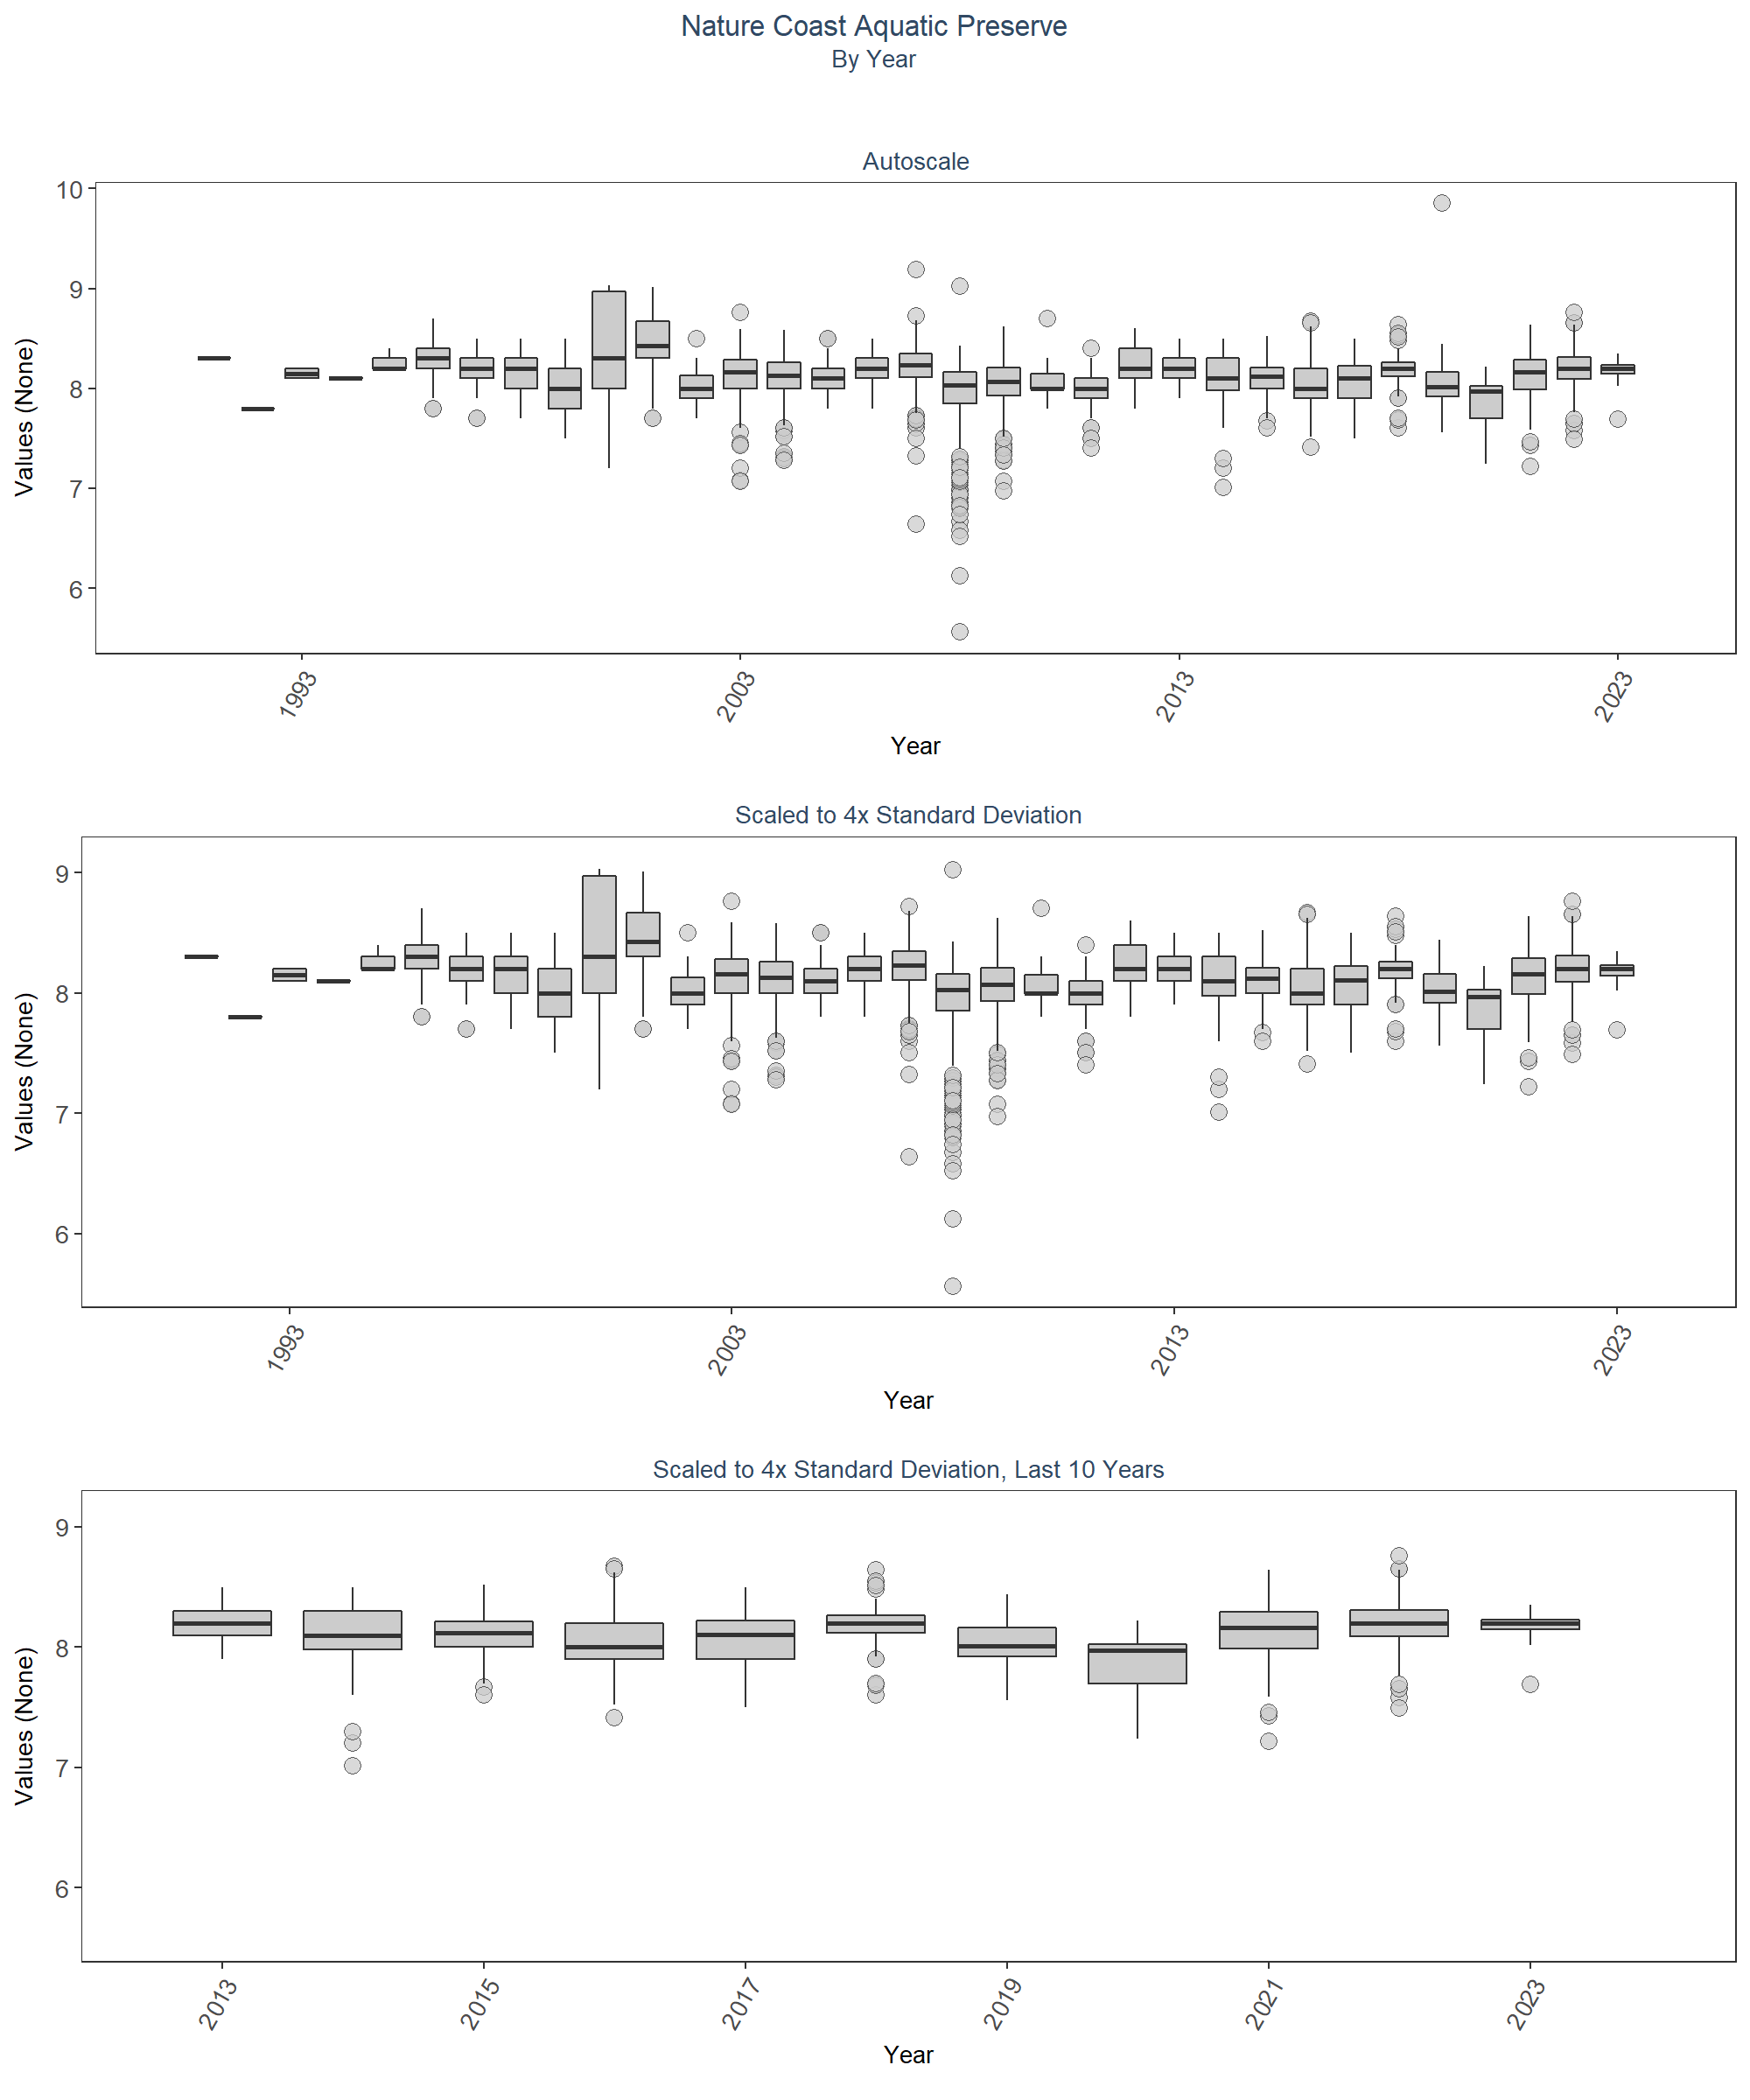 Nature Coast Aquatic Preserve
By Year
Autoscale
10
9
8
7
6
Values (None)
1993
2003
2013
2023
Year
Scaled to 4x Standard Deviation
9
8
7
6
Values (None)
1993
2003
2013
2023
Year
Scaled to 4x Standard Deviation, Last 10 Years
9
8
7
6
Values (None)
2013
2015
2017
2019
2021
2023
Year